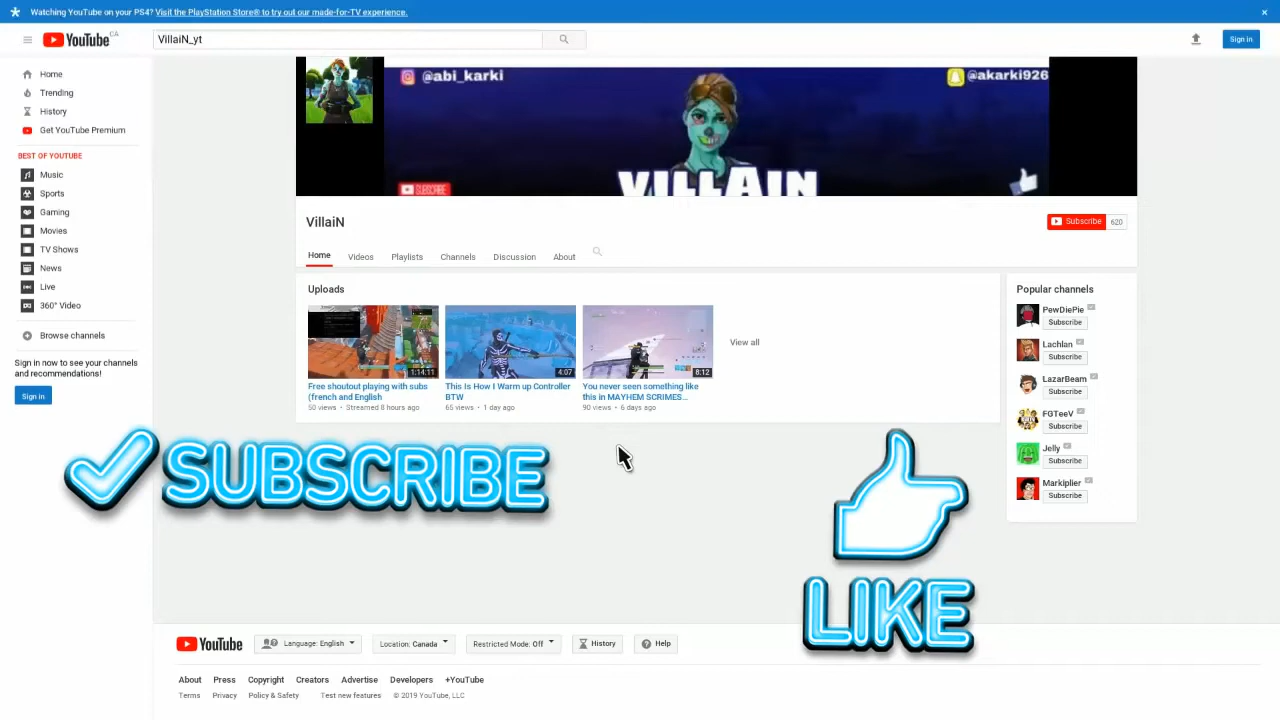 Watching YouTube on your PS4? Visit the PlayStation Store® to try out our made-for-TV experience.
YouTube CA
VillaiN_yt
Sign in
Home
Trending
History
Get YouTube Premium
BEST OF YOUTUBE
Music
Sports
Gaming
Movies
TV Shows
News
Live
360° Video
Browse channels
Sign in now to see your channels
and recommendations!
Sign in
@abi_karki
@akarki926
VILLAIN
SUBSCRIBE
VillaiN
Subscribe 620
Home Videos Playlists Channels Discussion About
Uploads
1:14:11
Free shoutout playing with subs
(french and English
50 views • Streamed 8 hours ago
4:07
This Is How I Warm up Controller
BTW
65 views • 1 day ago
8:12
You never seen something like
this in MAYHEM SCRIMES...
90 views • 6 days ago
View all
Popular channels
PewDiePie
Subscribe
Lachlan
Subscribe
LazarBeam
Subscribe
FGTeeV
Subscribe
Jelly
Subscribe
Markiplier
Subscribe
SUBSCRIBE
LIKE
YouTube
Language: English
Location: Canada
Restricted Mode: Off
History
Help
About Press Copyright Creators Advertise Developers +YouTube
Terms Privacy Policy & Safety Test new features © 2019 YouTube, LLC